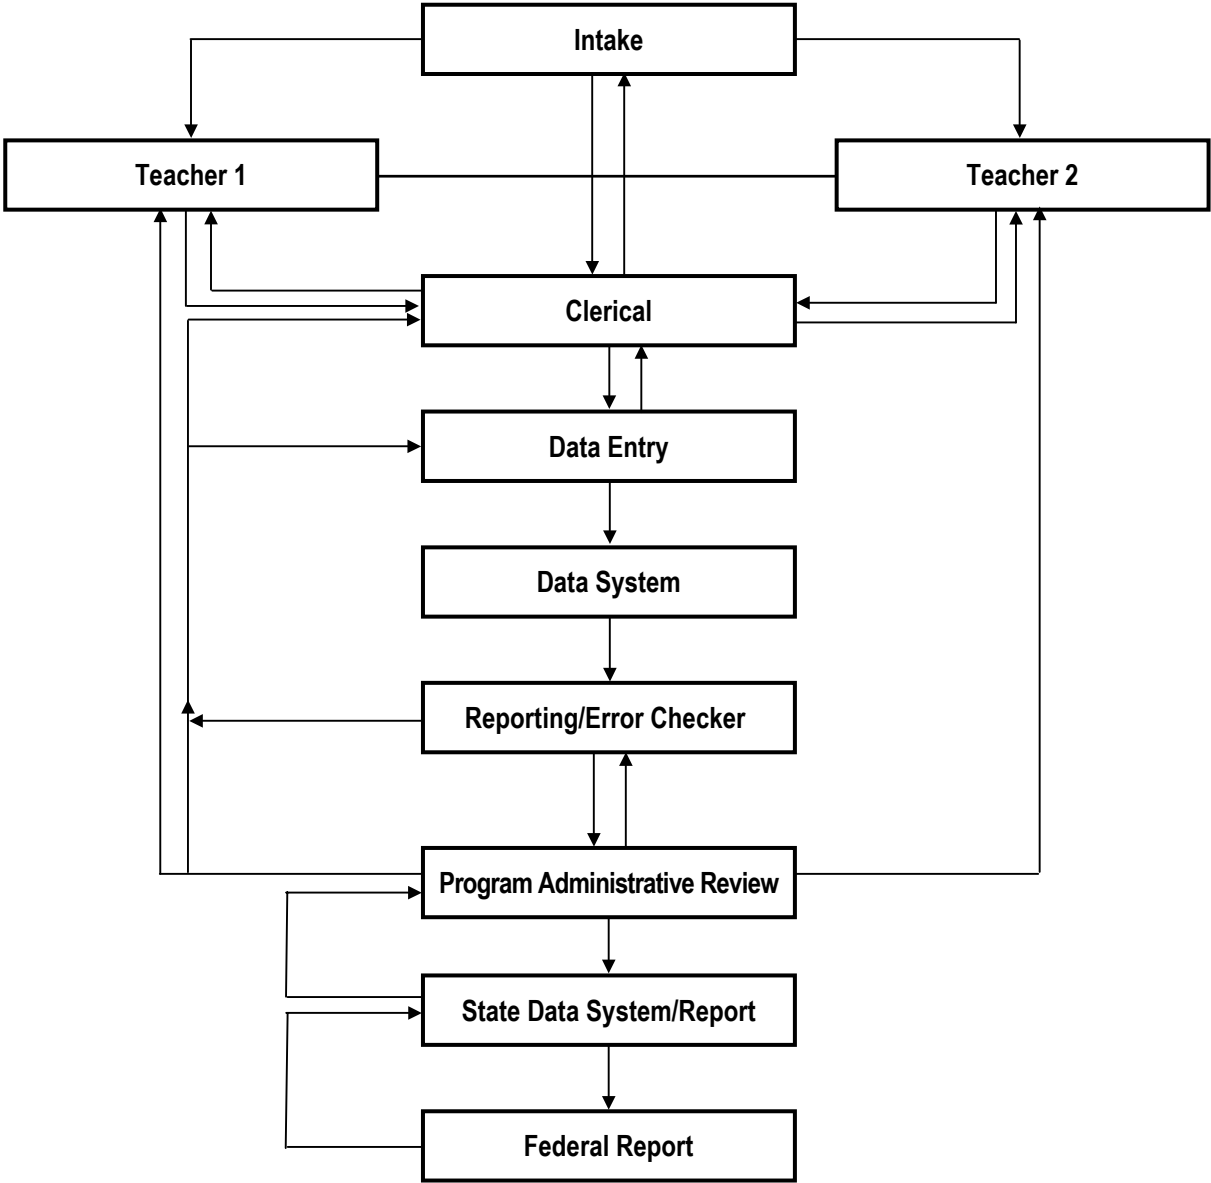 Intake
Teacher 1
Teacher 2
Clerical
Data Entry
Data System
Reporting/Error Checker
Program Administrative Review
State Data System/Report
Federal Report